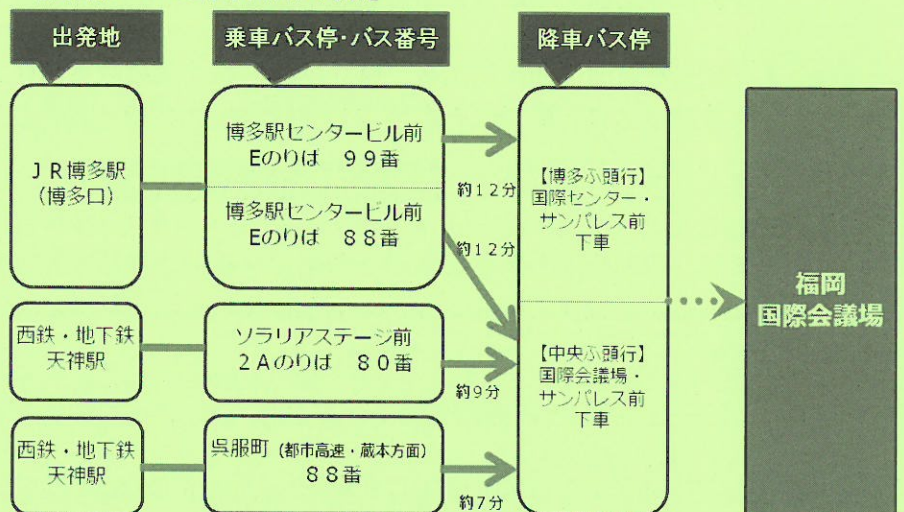 出発地
乗車バス停・バス番号
降車バス停
JR博多駅
(博多口)
博多駅センタービル前
Eのりば 99番
博多駅センタービル前
Eのりば 88番
約12分
約12分
【博多ふ頭行】
国際センター・
サンパレス前
下車
西鉄・地下鉄
天神駅
ソラリアステージ前
2Aのりば 80番
約9分
【中央ふ頭行】
国際会議場・
サンパレス前
下車
西鉄・地下鉄
天神駅
呉服町(都市高速・蔵本方面)
88番
約7分
福岡
国際会議場